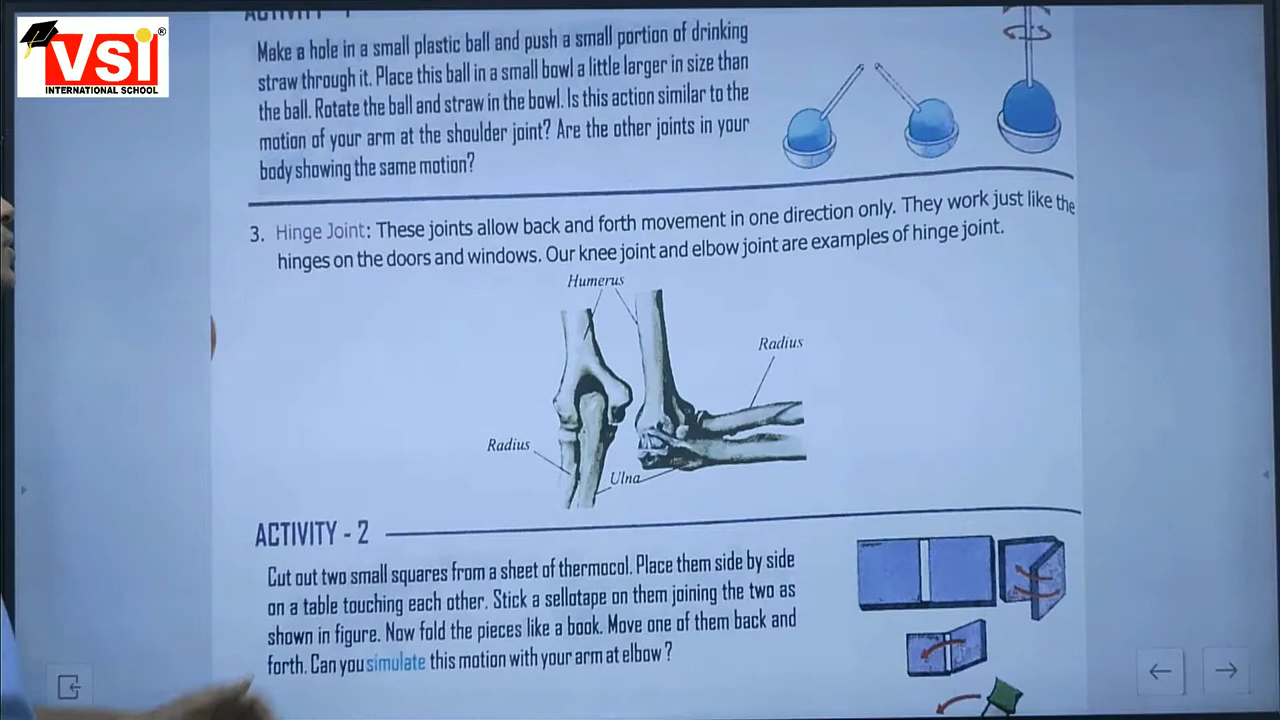 VSI®
INTERNATIONAL SCHOOL
ACTIVITY - 1
Make a hole in a small plastic ball and push a small portion of drinking
straw through it. Place this ball in a small bowl a little larger in size than
the ball. Rotate the ball and straw in the bowl. Is this action similar to the
motion of your arm at the shoulder joint? Are the other joints in your
body showing the same motion?
3. Hinge Joint: These joints allow back and forth movement in one direction only. They work just like the
hinges on the doors and windows. Our knee joint and elbow joint are examples of hinge joint.
Humerus
Radius
Radius
Ulna
ACTIVITY - 2
Cut out two small squares from a sheet of thermocol. Place them side by side
on a table touching each other. Stick a sellotape on them joining the two as
shown in figure. Now fold the pieces like a book. Move one of them back and
forth. Can you simulate this motion with your arm at elbow ?